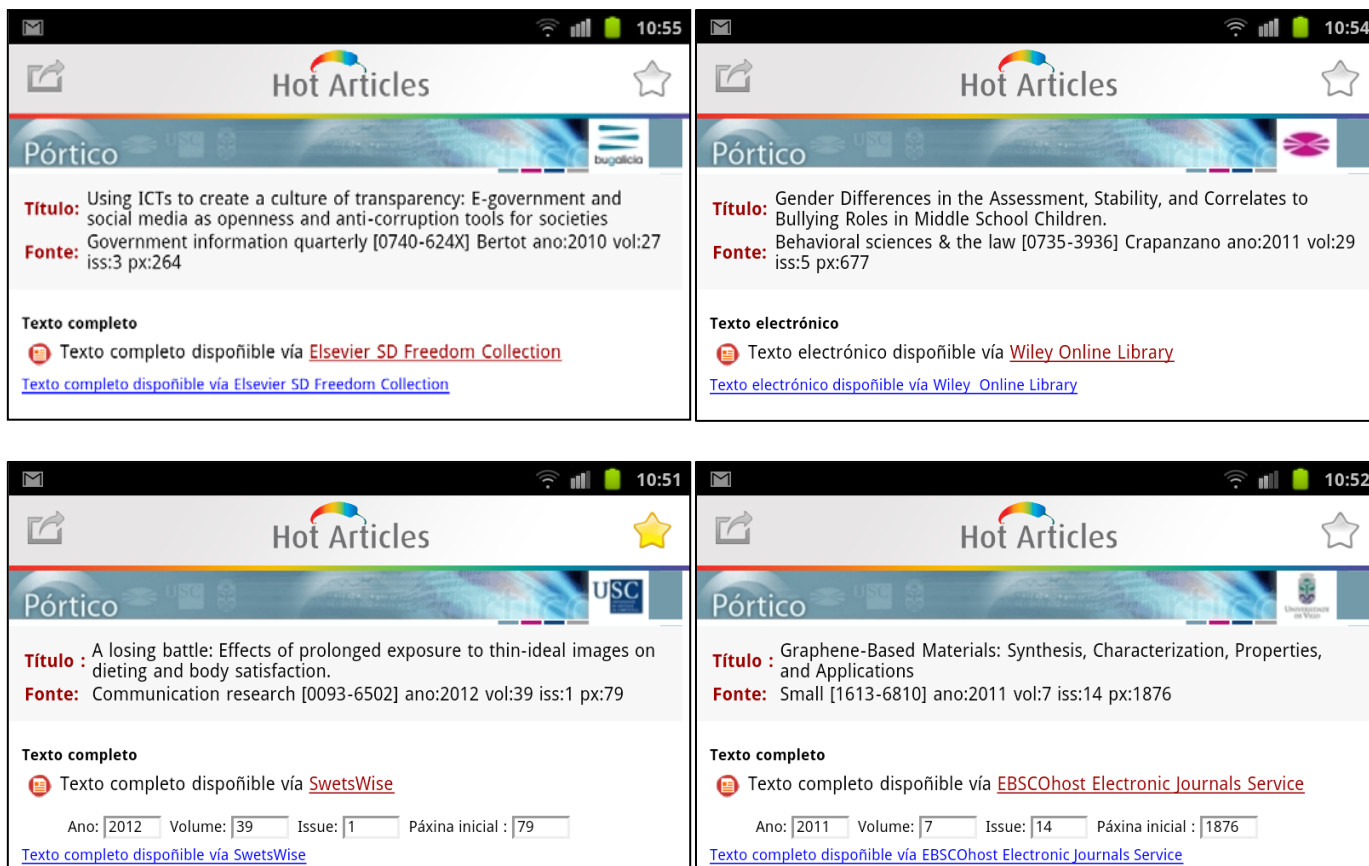 10:55
Hot Articles
Pórtico
USC
bugalicia
Título: Using ICTs to create a culture of transparency: E-government and
social media as openness and anti-corruption tools for societies
Fonte: Government information quarterly [0740-624X] Bertot ano:2010 vol:27
iss:3 px:264
Texto completo
Texto completo dispoñible vía Elsevier SD Freedom Collection
Texto completo dispoñible vía Elsevier SD Freedom Collection
10:54
Hot Articles
Pórtico
USC
Título: Gender Differences in the Assessment, Stability, and Correlates to
Bullying Roles in Middle School Children.
Fonte: Behavioral sciences & the law [0735-3936] Crapanzano ano:2011 vol:29
iss:5 px:677
Texto electrónico
Texto electrónico dispoñible vía Wiley Online Library
Texto electrónico dispoñible vía Wiley Online Library
10:51
Hot Articles
Pórtico
USC
USC
Título : A losing battle: Effects of prolonged exposure to thin-ideal images on
dieting and body satisfaction.
Fonte: Communication research [0093-6502] ano:2012 vol:39 iss:1 px:79
Texto completo
Texto completo dispoñible vía SwetsWise
Ano: 2012 Volume: 39 Issue: 1 Páxina inicial : 79
Texto completo dispoñible vía SwetsWise
10:52
Hot Articles
Pórtico
USC
Universidade
de Vigo
Título : Graphene-Based Materials: Synthesis, Characterization, Properties,
and Applications
Fonte: Small [1613-6810] ano:2011 vol:7 iss:14 px:1876
Texto completo
Texto completo dispoñible vía EBSCOhost Electronic Journals Service
Ano: 2011 Volume: 7 Issue: 14 Páxina inicial : 1876
Texto completo dispoñible vía EBSCOhost Electronic Journals Service